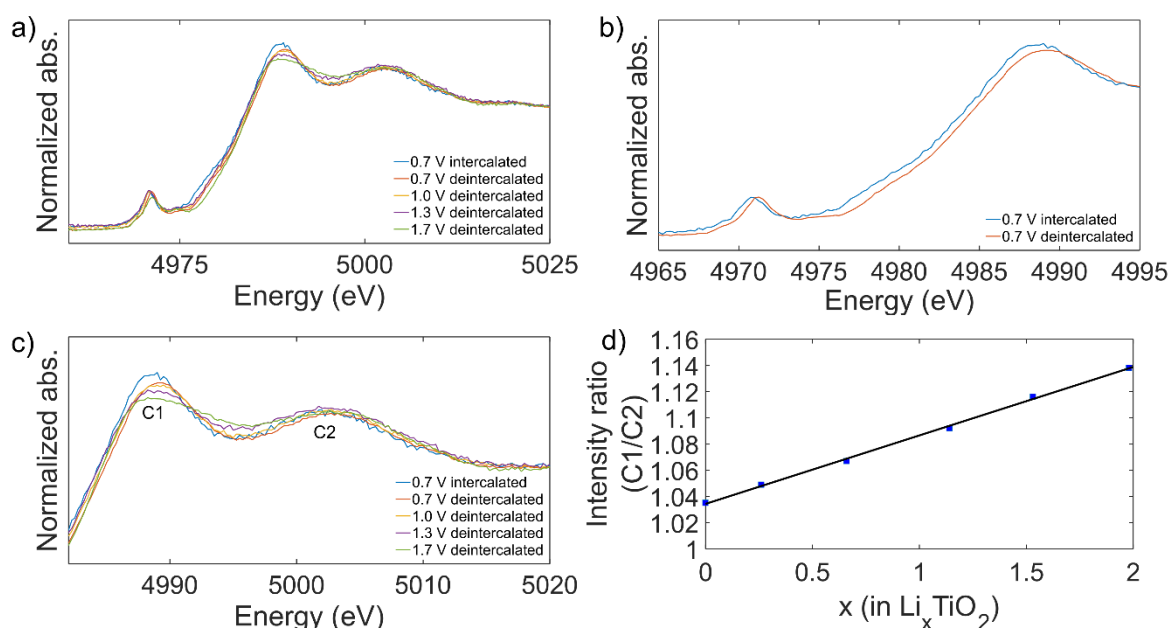 a)
Normalized abs.
0.7 V intercalated
0.7 V deintercalated
1.0 V deintercalated
1.3 V deintercalated
1.7 V deintercalated
4975 5000 5025
Energy (eV)
b)
Normalized abs.
0.7 V intercalated
0.7 V deintercalated
4965 4970 4975 4980 4985 4990 4995
Energy (eV)
c)
Normalized abs.
C1
C2
0.7 V intercalated
0.7 V deintercalated
1.0 V deintercalated
1.3 V deintercalated
1.7 V deintercalated
4990 5000 5010 5020
Energy (eV)
d)
Intensity ratio
(C1/C2)
1.16
1.14
1.12
1.10
1.08
1.06
1.04
1.02
1
0 0.5 1 1.5 2
x (in LixTiO2)